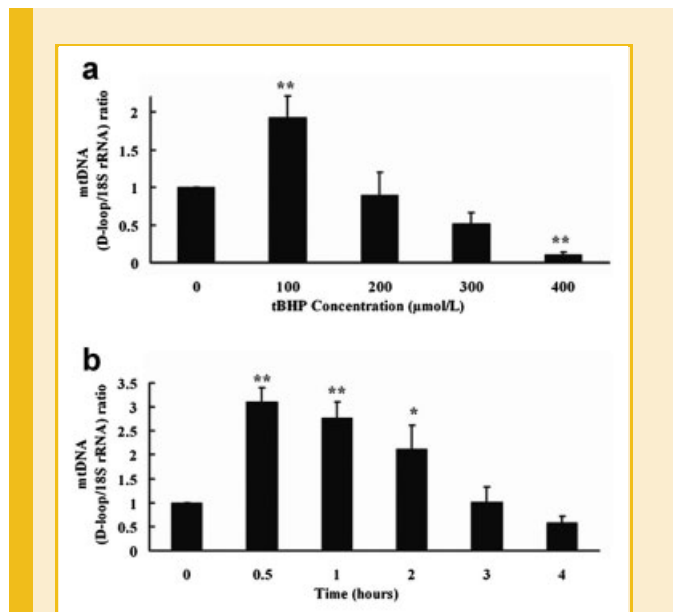 a
mtDNA
(D-loop/18S rRNA) ratio
2
1.5
1
0.5
0
**
**
0 100 200 300 400
tBHP Concentration (µmol/L)
b
mtDNA
(D-loop/18S rRNA) ratio
3.5
3
2.5
2
1.5
1
0.5
0
**
**
*
0 0.5 1 2 3 4
Time (hours)